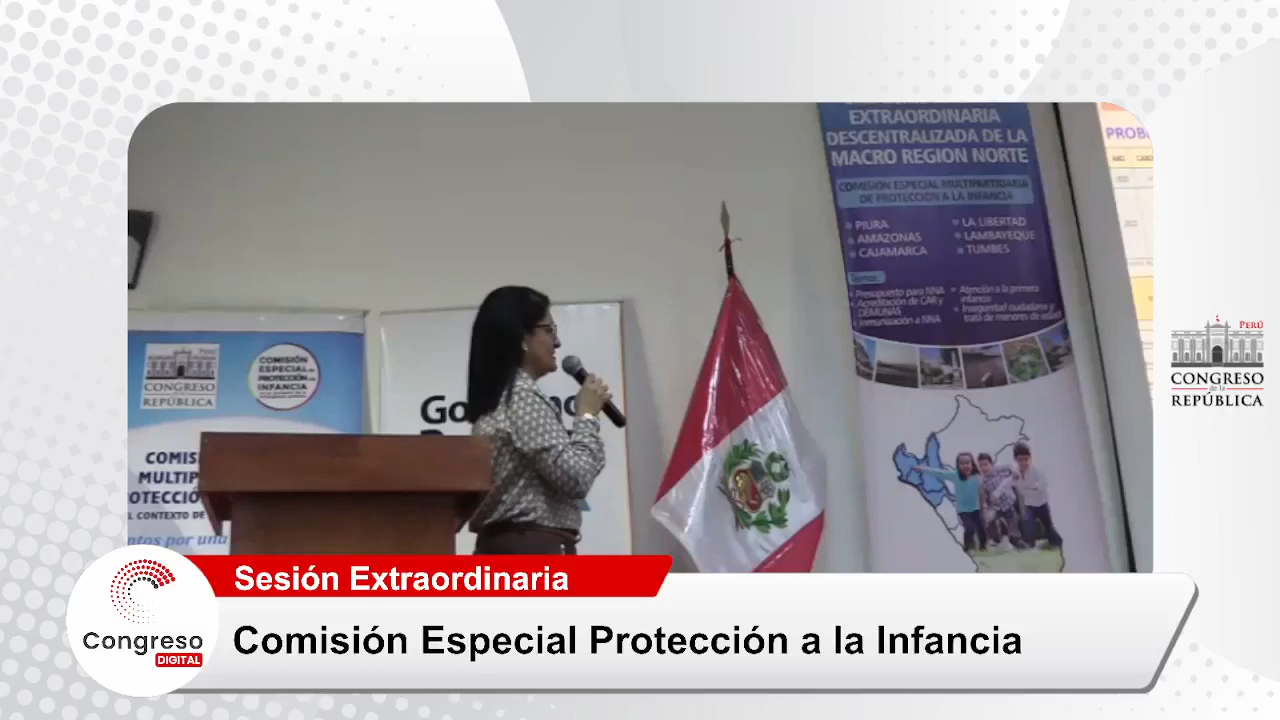 EXTRAORDINARIA
DESCENTRALIZADA DE LA
MACRO REGION NORTE
COMISIÓN ESPECIAL MULTIPARTIDARIA
DE PROTECCIÓN A LA INFANCIA
PIURA
AMAZONAS
CAJAMARCA
LA LIBERTAD
LAMBAYEQUE
TUMBES
Temas:
Presupuesto para NNA
Acreditación de CAR y
DEMUNAS
Inmunización a NNA
Atención a la primera
infancia
Inseguridad ciudadana y
trata de menores de edad
PROB
PERÚ
CONGRESO
REPÚBLICA
COMISIÓN
ESPECIAL
PROTECCIÓN
INFANCIA
COMIS
MULTIP
ROTECCIÓ
L CONTEXTO DE
ntos por una
Go
PERÚ
CONGRESO
de la
REPÚBLICA
Sesión Extraordinaria
Comisión Especial Protección a la Infancia
Congreso
DIGITAL